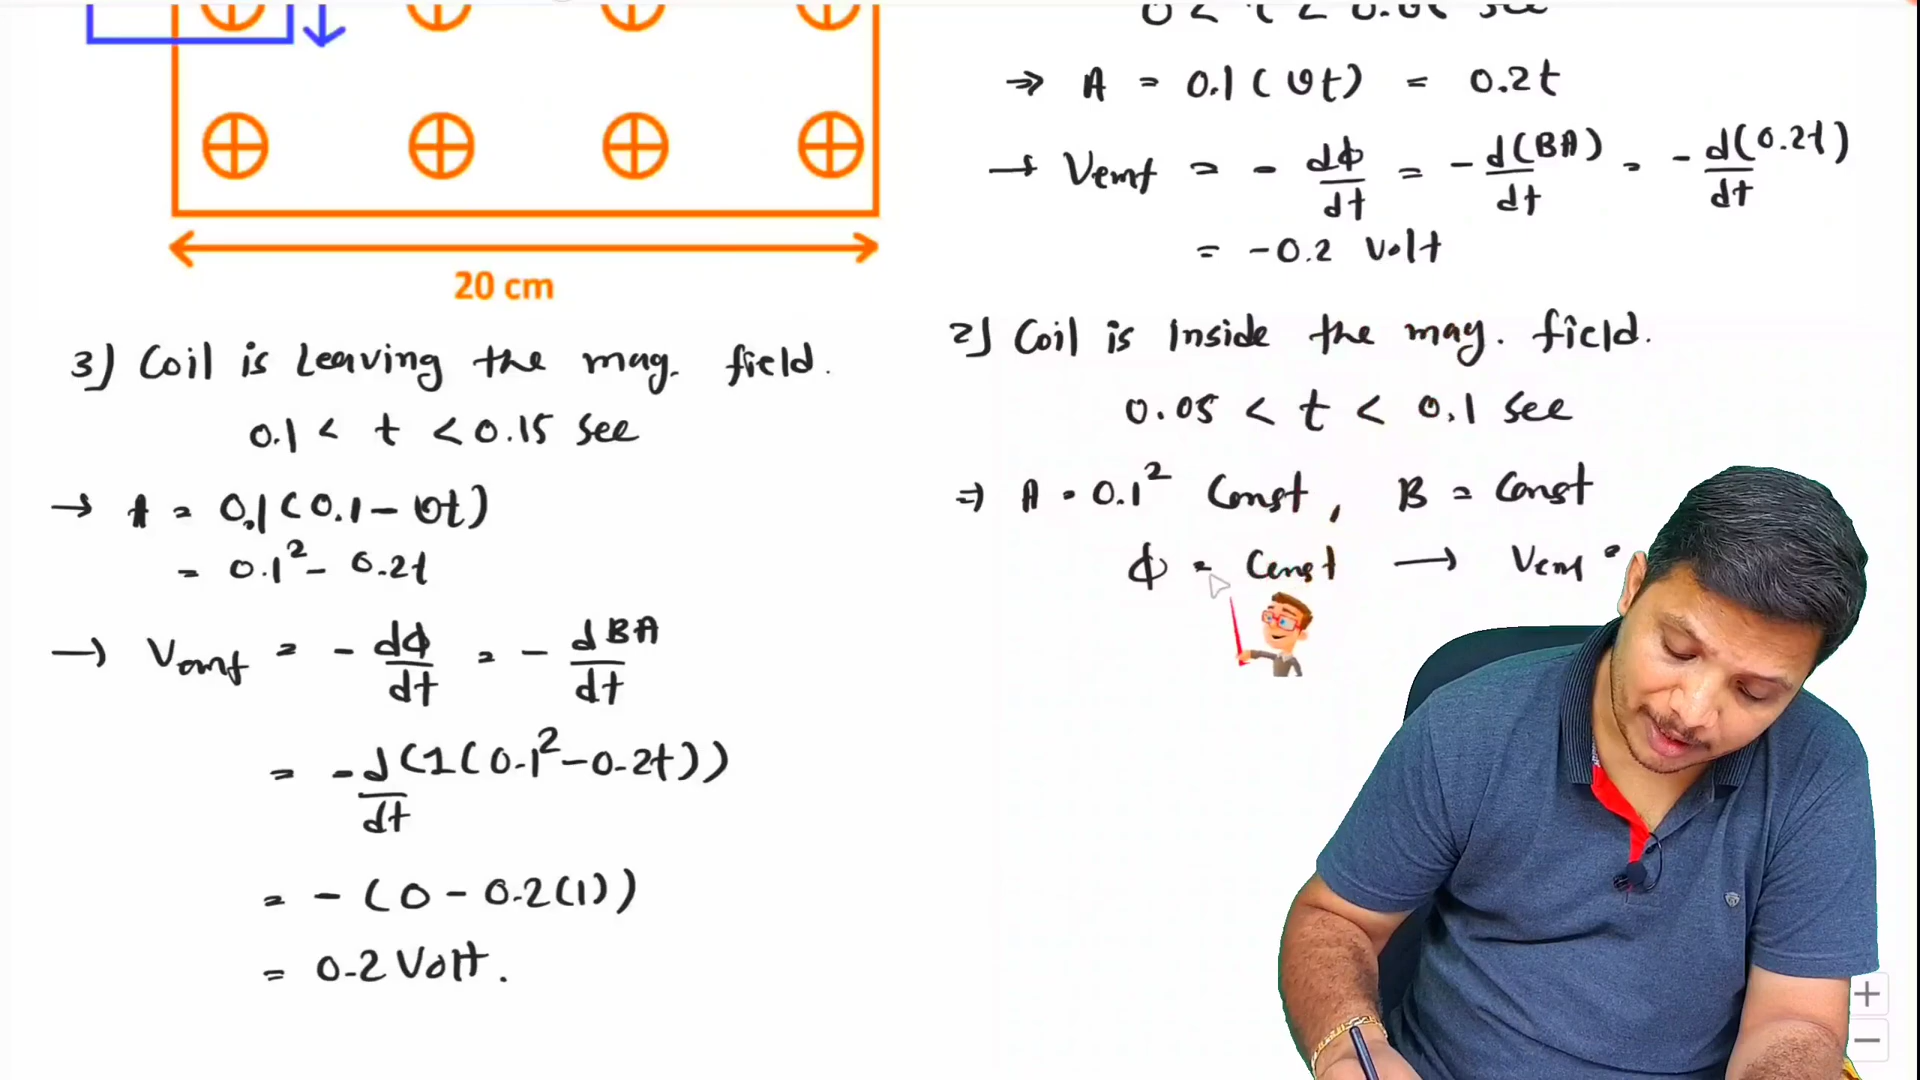 20 cm
3) Coil is Leaving the mag. field.
0.1 < t < 0.15 Sec
→ A = 0.1(0.1 - vt)
= 0.1² - 0.2t
→ Vemf = - dϕ/dt = - dBA/dt
= - d/dt (1(0.1² - 0.2t))
= - (0 - 0.2(1))
= 0.2 Volt.
⇒ A = 0.1(vt) = 0.2t
→ Vemf = - dϕ/dt = - d(BA)/dt = - d(0.2t)/dt
= -0.2 Volt
2) Coil is Inside the mag. field.
0.05 < t < 0.1 Sec
⇒ A = 0.1² Const, B = Const
ϕ = Const → Vem =
+
−